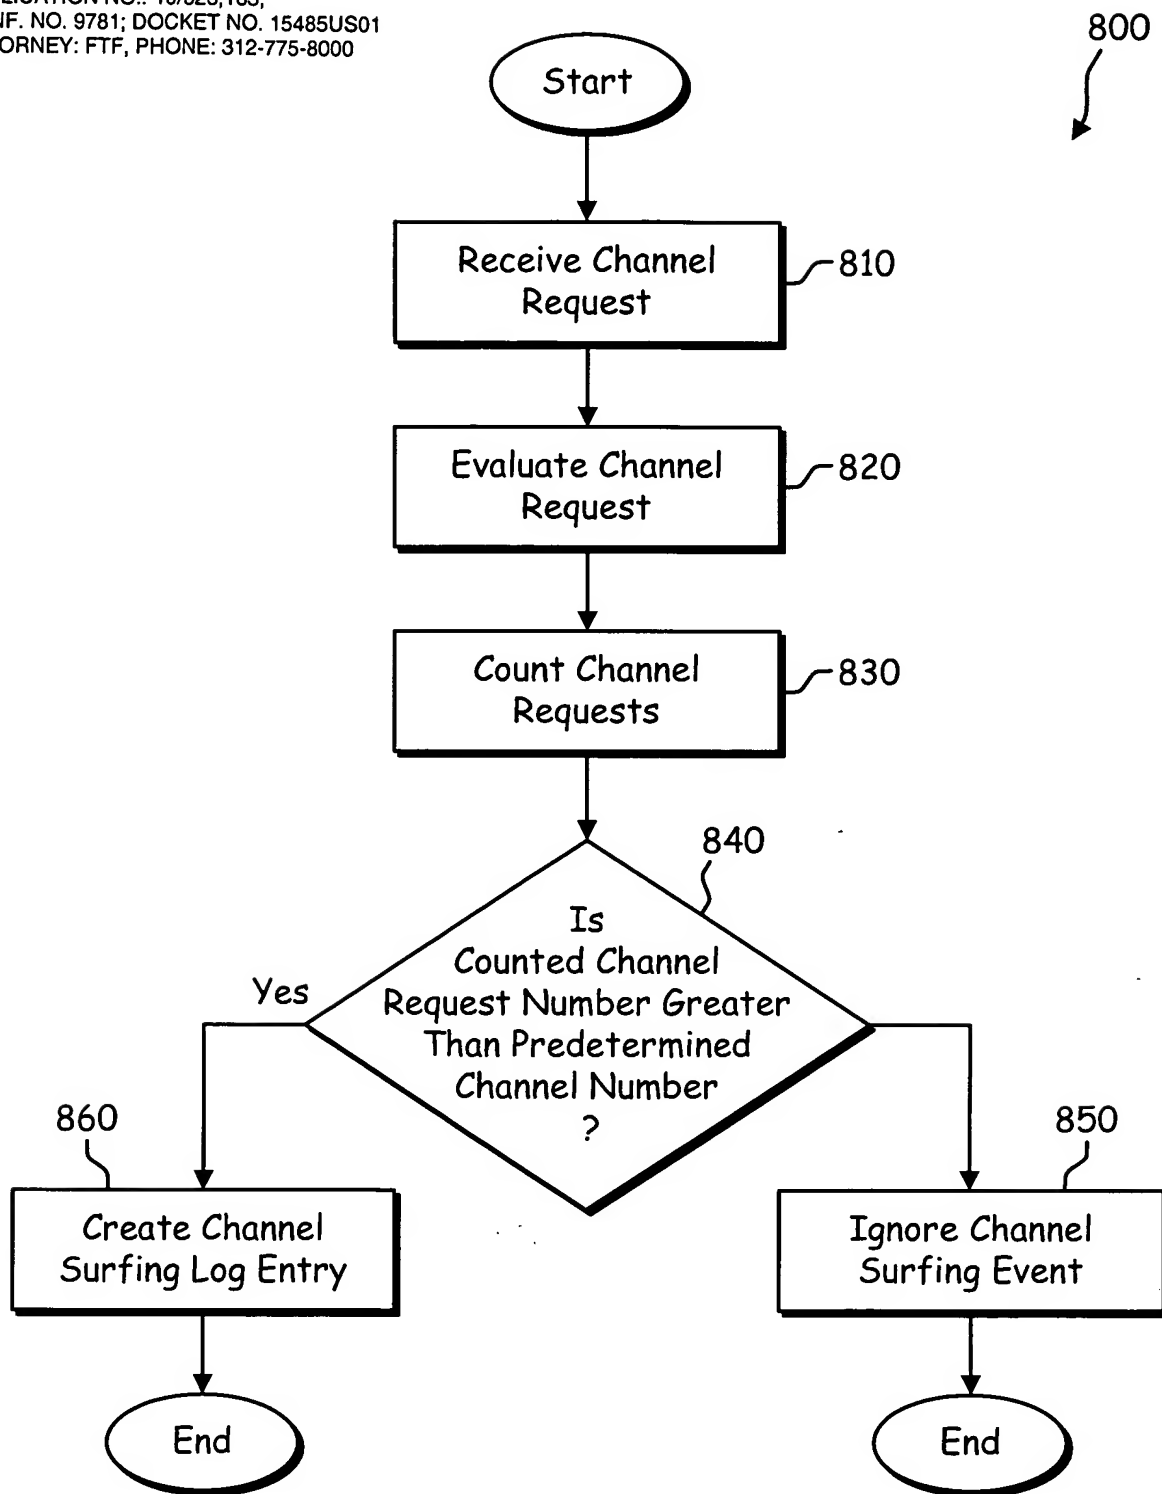 NF. NO. 9781; DOCKET NO. 15485US01
ORNEY: FTF, PHONE: 312-775-8000
800
Start
Receive Channel
Request
810
Evaluate Channel
Request
820
Count Channel
Requests
830
840
Is
Counted Channel
Request Number Greater
Than Predetermined
Channel Number
?
Yes
860
850
Create Channel
Surfing Log Entry
Ignore Channel
Surfing Event
End
End